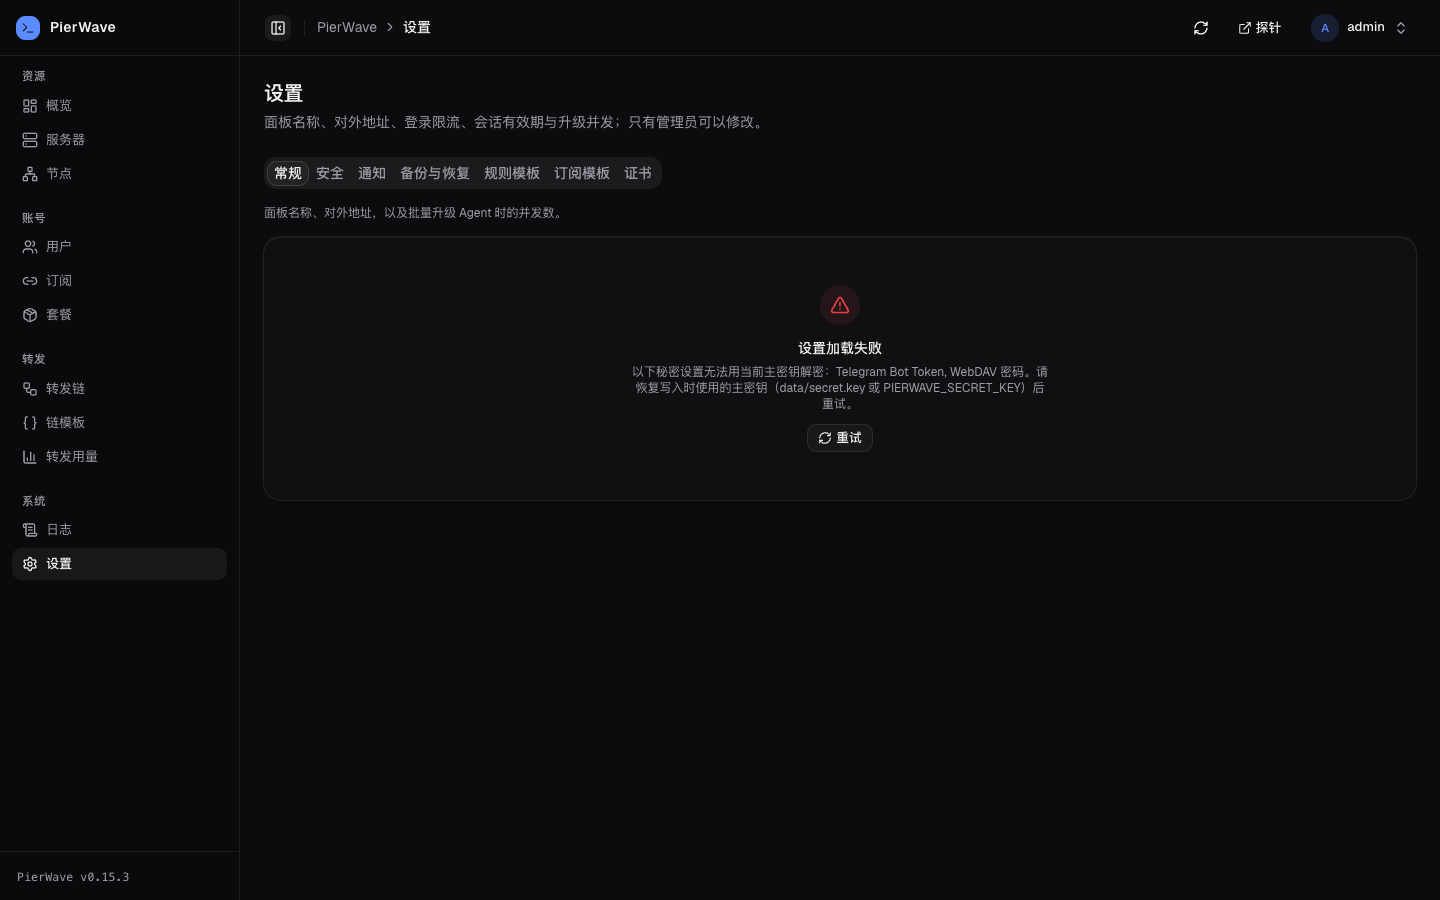 PierWave
PierWave > 设置
探针
A
admin
资源
概览
服务器
节点
账号
用户
订阅
套餐
转发
转发链
链模板
转发用量
系统
日志
设置
PierWave v0.15.3
设置
面板名称、对外地址、登录限流、会话有效期与升级并发；只有管理员可以修改。
常规 安全 通知 备份与恢复 规则模板 订阅模板 证书
面板名称、对外地址，以及批量升级 Agent 时的并发数。
设置加载失败
以下秘密设置无法用当前主密钥解密：Telegram Bot Token, WebDAV 密码。请
恢复写入时使用的主密钥（data/secret.key 或 PIERWAVE_SECRET_KEY）后
重试。
重试